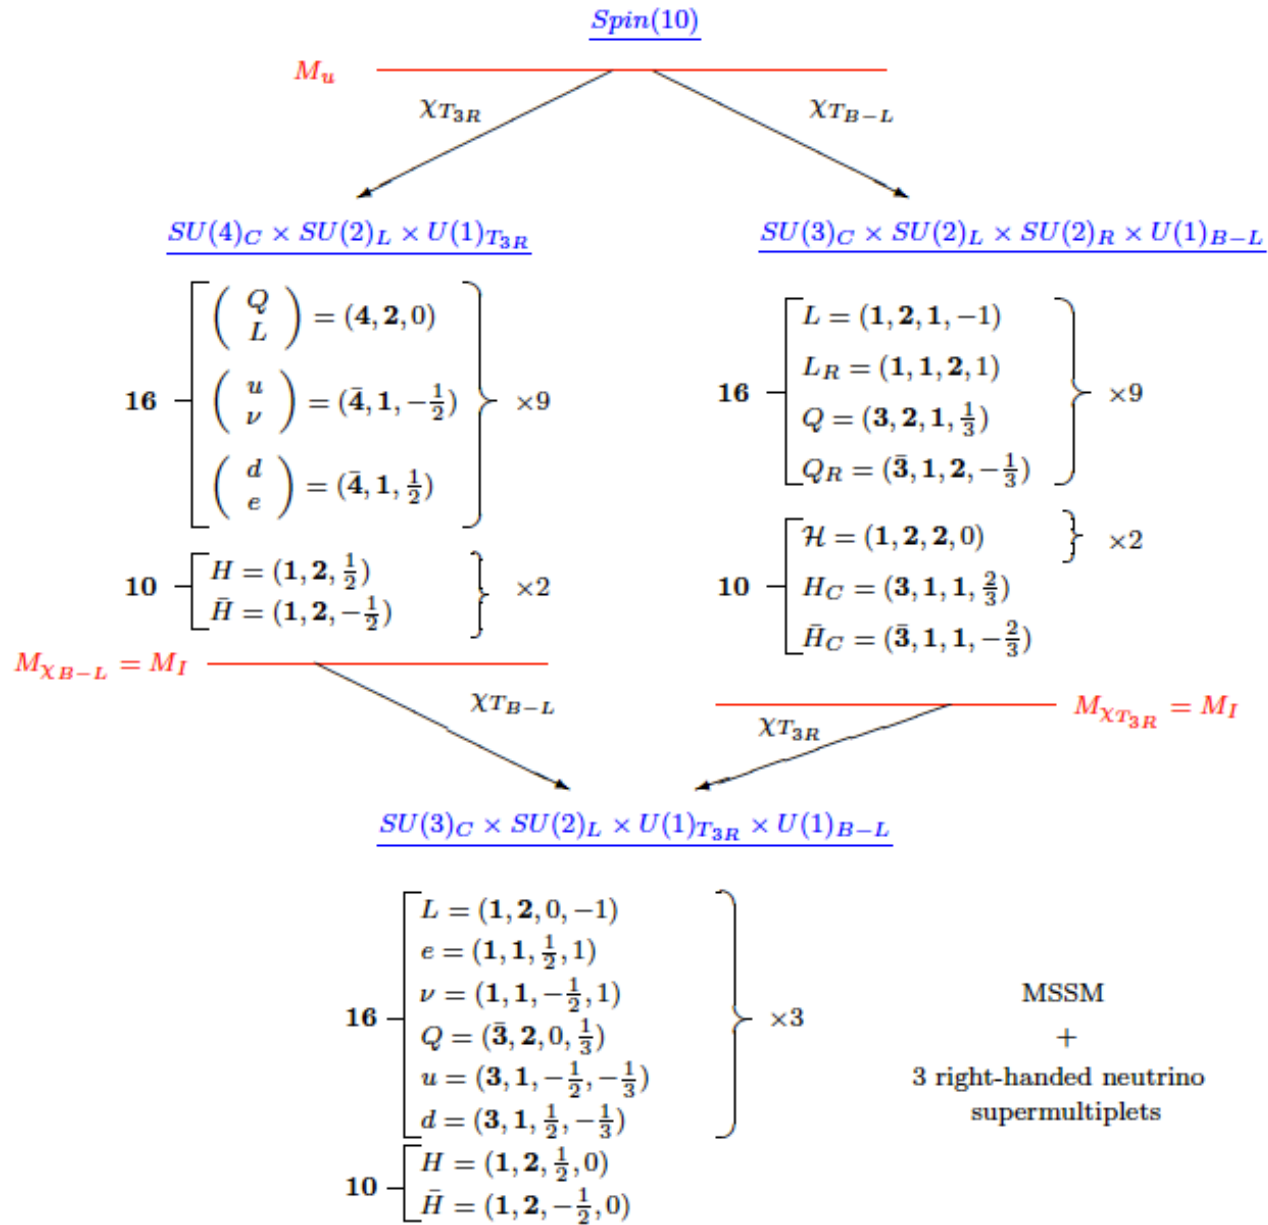 Spin(10)
M_u
χ_{T_{3R}}
χ_{T_{B−L}}
SU(4)_C × SU(2)_L × U(1)_{T_{3R}}
( Q L ) = (4, 2, 0)
( u ν ) = (4̄, 1, −1/2)
( d e ) = (4̄, 1, 1/2)
16
×9
H = (1, 2, 1/2)
H̄ = (1, 2, −1/2)
10
×2
M_{χ_{B−L}} = M_I
χ_{T_{B−L}}
SU(3)_C × SU(2)_L × SU(2)_R × U(1)_{B−L}
L = (1, 2, 1, −1)
L_R = (1, 1, 2, 1)
16
×9
Q = (3, 2, 1, 1/3)
Q_R = (3̄, 1, 2, −1/3)
ℋ = (1, 2, 2, 0)
×2
10
H_C = (3, 1, 1, 2/3)
H̄_C = (3̄, 1, 1, −2/3)
χ_{T_{3R}}
M_{χ_{T_{3R}}} = M_I
SU(3)_C × SU(2)_L × U(1)_{T_{3R}} × U(1)_{B−L}
L = (1, 2, 0, −1)
e = (1, 1, 1/2, 1)
ν = (1, 1, −1/2, 1)
16
×3
Q = (3̄, 2, 0, 1/3)
u = (3, 1, −1/2, −1/3)
d = (3, 1, 1/2, −1/3)
10
H = (1, 2, 1/2, 0)
H̄ = (1, 2, −1/2, 0)
MSSM
+
3 right-handed neutrino
supermultiplets